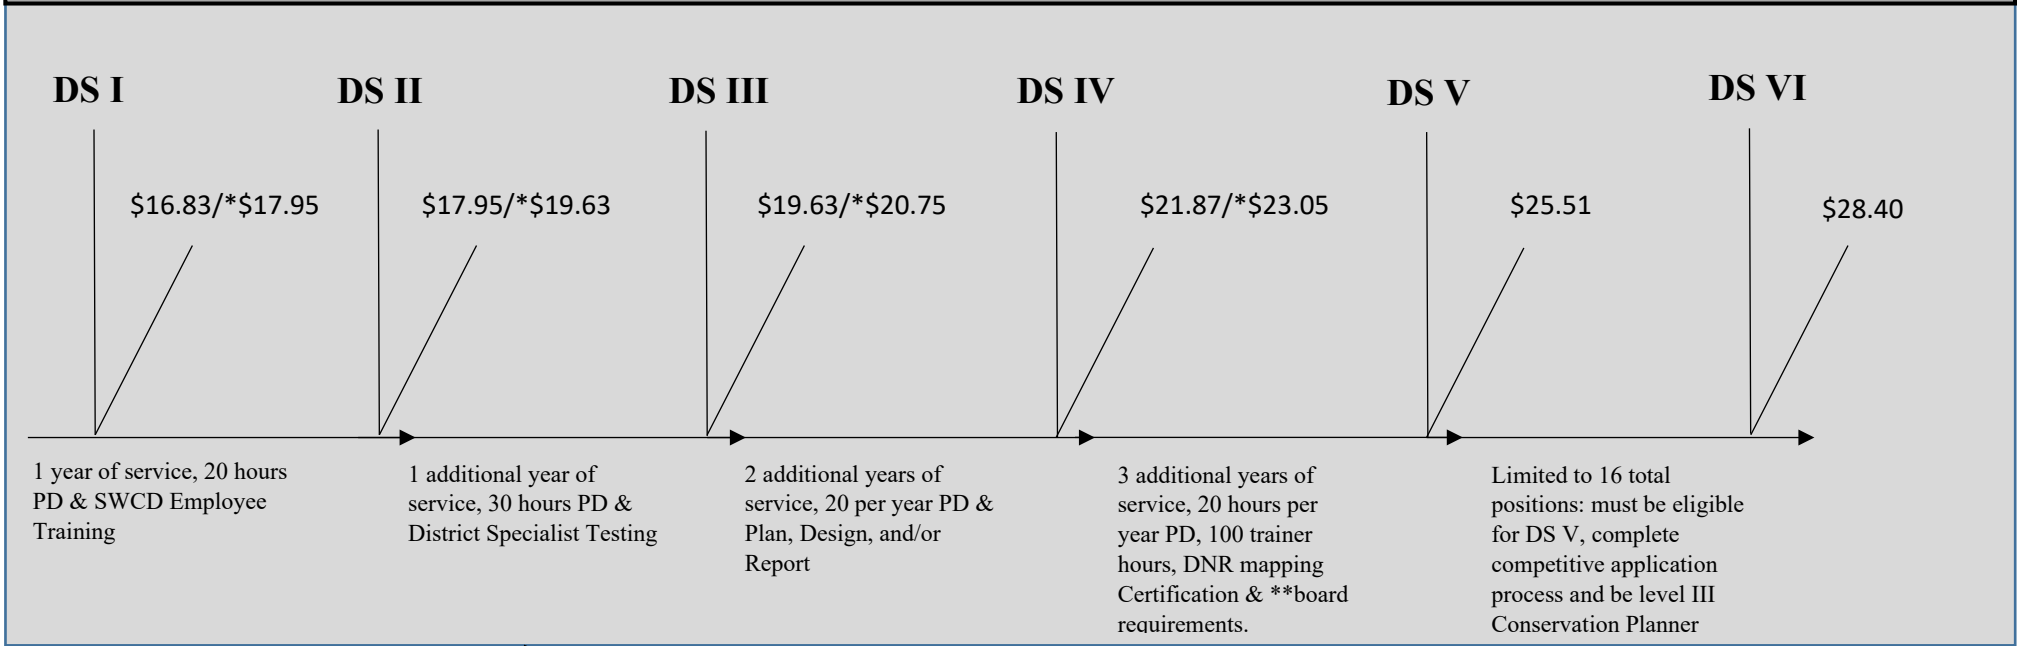 DS I
DS II
DS III
DS IV
DS V
DS VI
$16.83/*$17.95
$17.95/*$19.63
$19.63/*$20.75
$21.87/*$23.05
$25.51
$28.40
1 year of service, 20 hours
PD & SWCD Employee
Training
1 additional year of
service, 30 hours PD &
District Specialist Testing
2 additional years of
service, 20 per year PD &
Plan, Design, and/or
Report
3 additional years of
service, 20 hours per
year PD, 100 trainer
hours, DNR mapping
Certification & **board
requirements.
Limited to 16 total
positions: must be eligible
for DS V, complete
competitive application
process and be level III
Conservation Planner